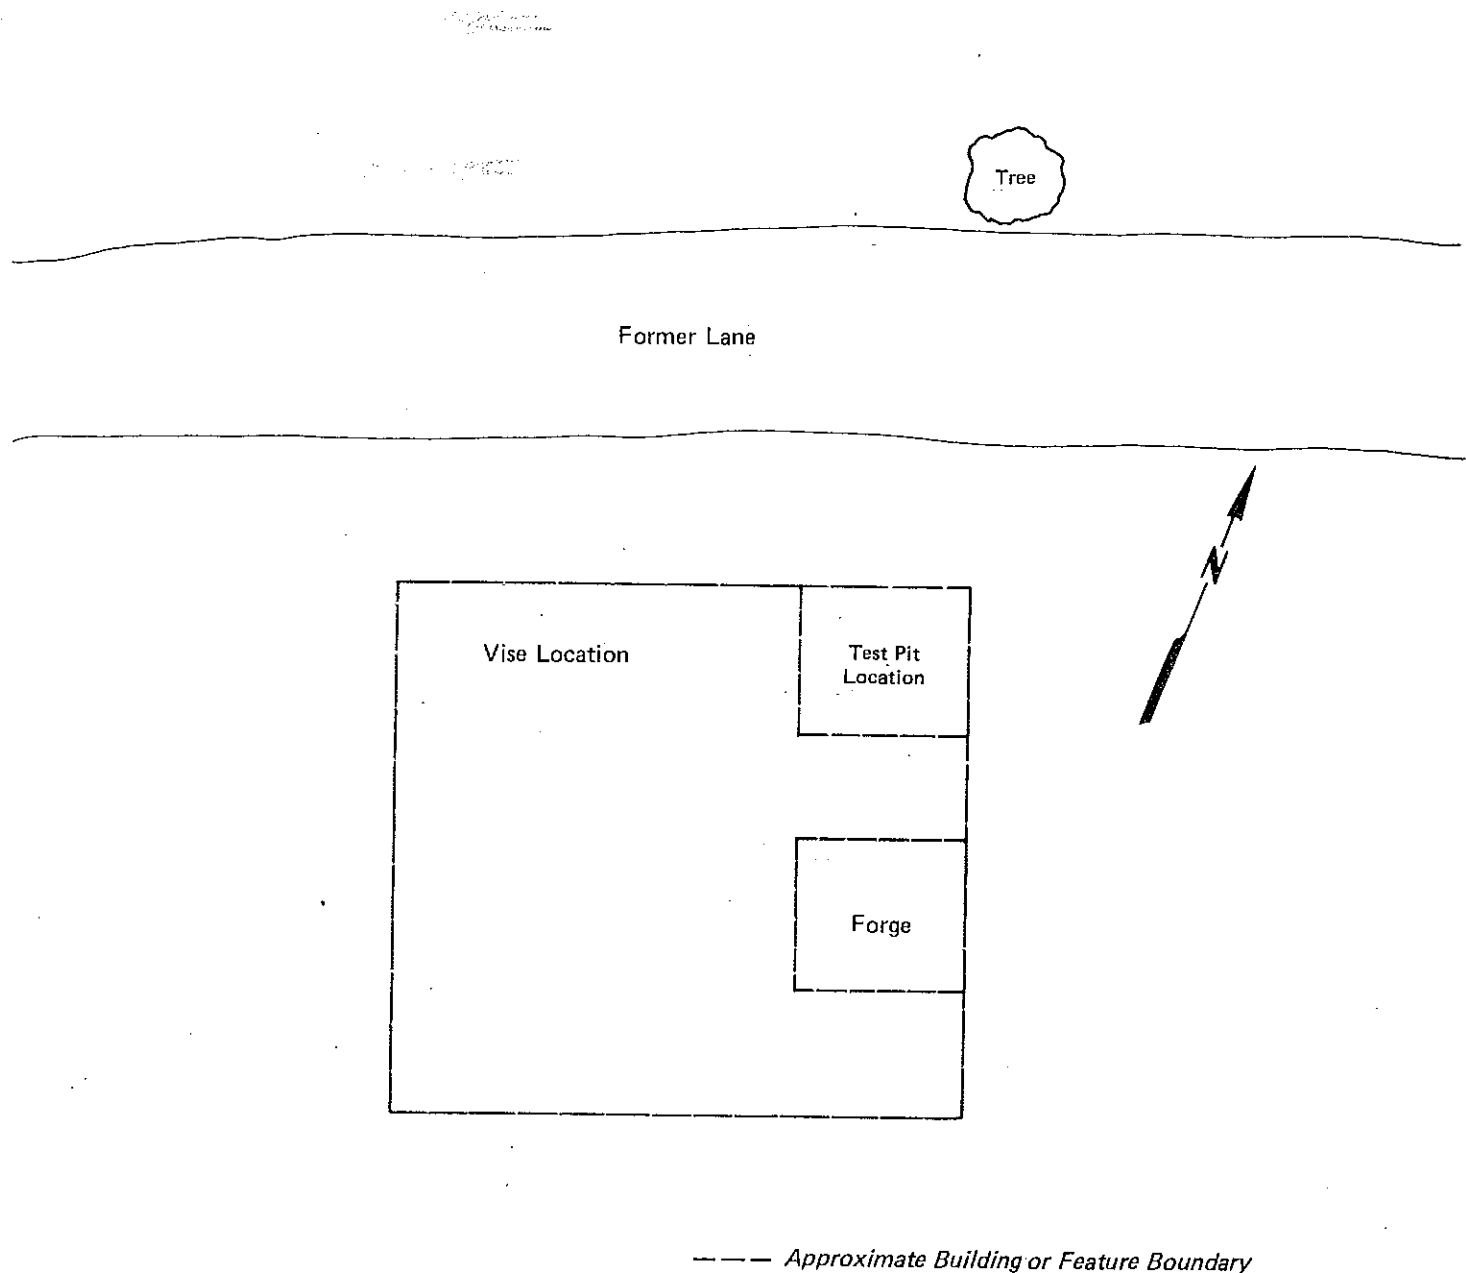 Tree
Former Lane
N
Vise Location
Test Pit
Location
Forge
Approximate Building or Feature Boundary